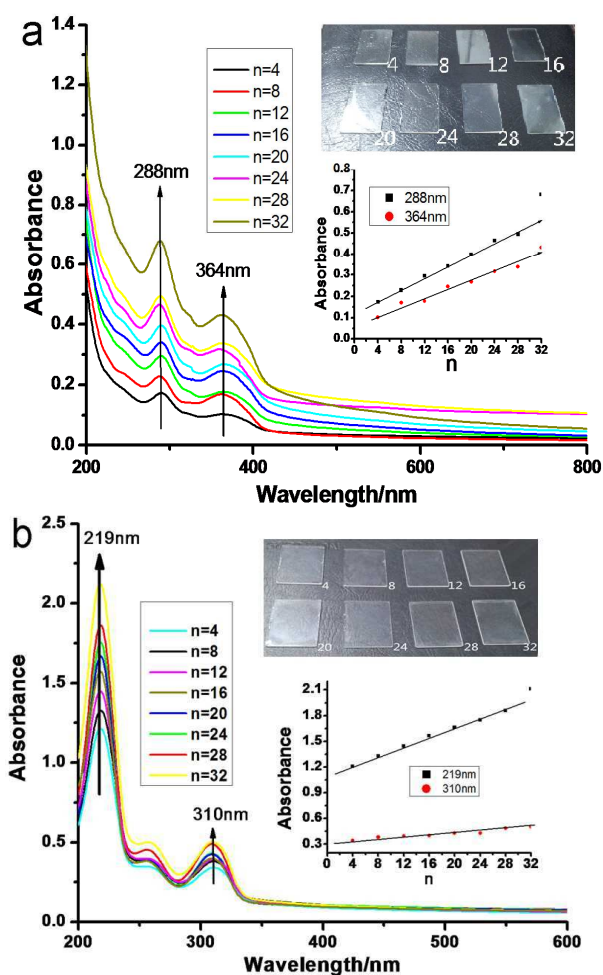 a
1.4
1.2
1.0
0.8
0.6
0.4
0.2
0.0
Absorbance
200
400
600
800
Wavelength/nm
288nm
364nm
n=4
n=8
n=12
n=16
n=20
n=24
n=28
n=32
4
8
12
16
20
24
28
32
0.8
0.7
0.6
0.5
0.4
0.3
0.2
0.1
0.0
Absorbance
288nm
364nm
0
4
8
12
16
20
24
28
32
n
b
2.5
2.0
1.5
1.0
0.5
0.0
Absorbance
200
300
400
500
600
Wavelength/nm
219nm
310nm
n=4
n=8
n=12
n=16
n=20
n=24
n=28
n=32
4
8
12
16
20
24
28
32
2.1
1.8
1.5
1.2
0.9
0.6
0.3
Absorbance
219nm
310nm
0
4
8
12
16
20
24
28
32
n